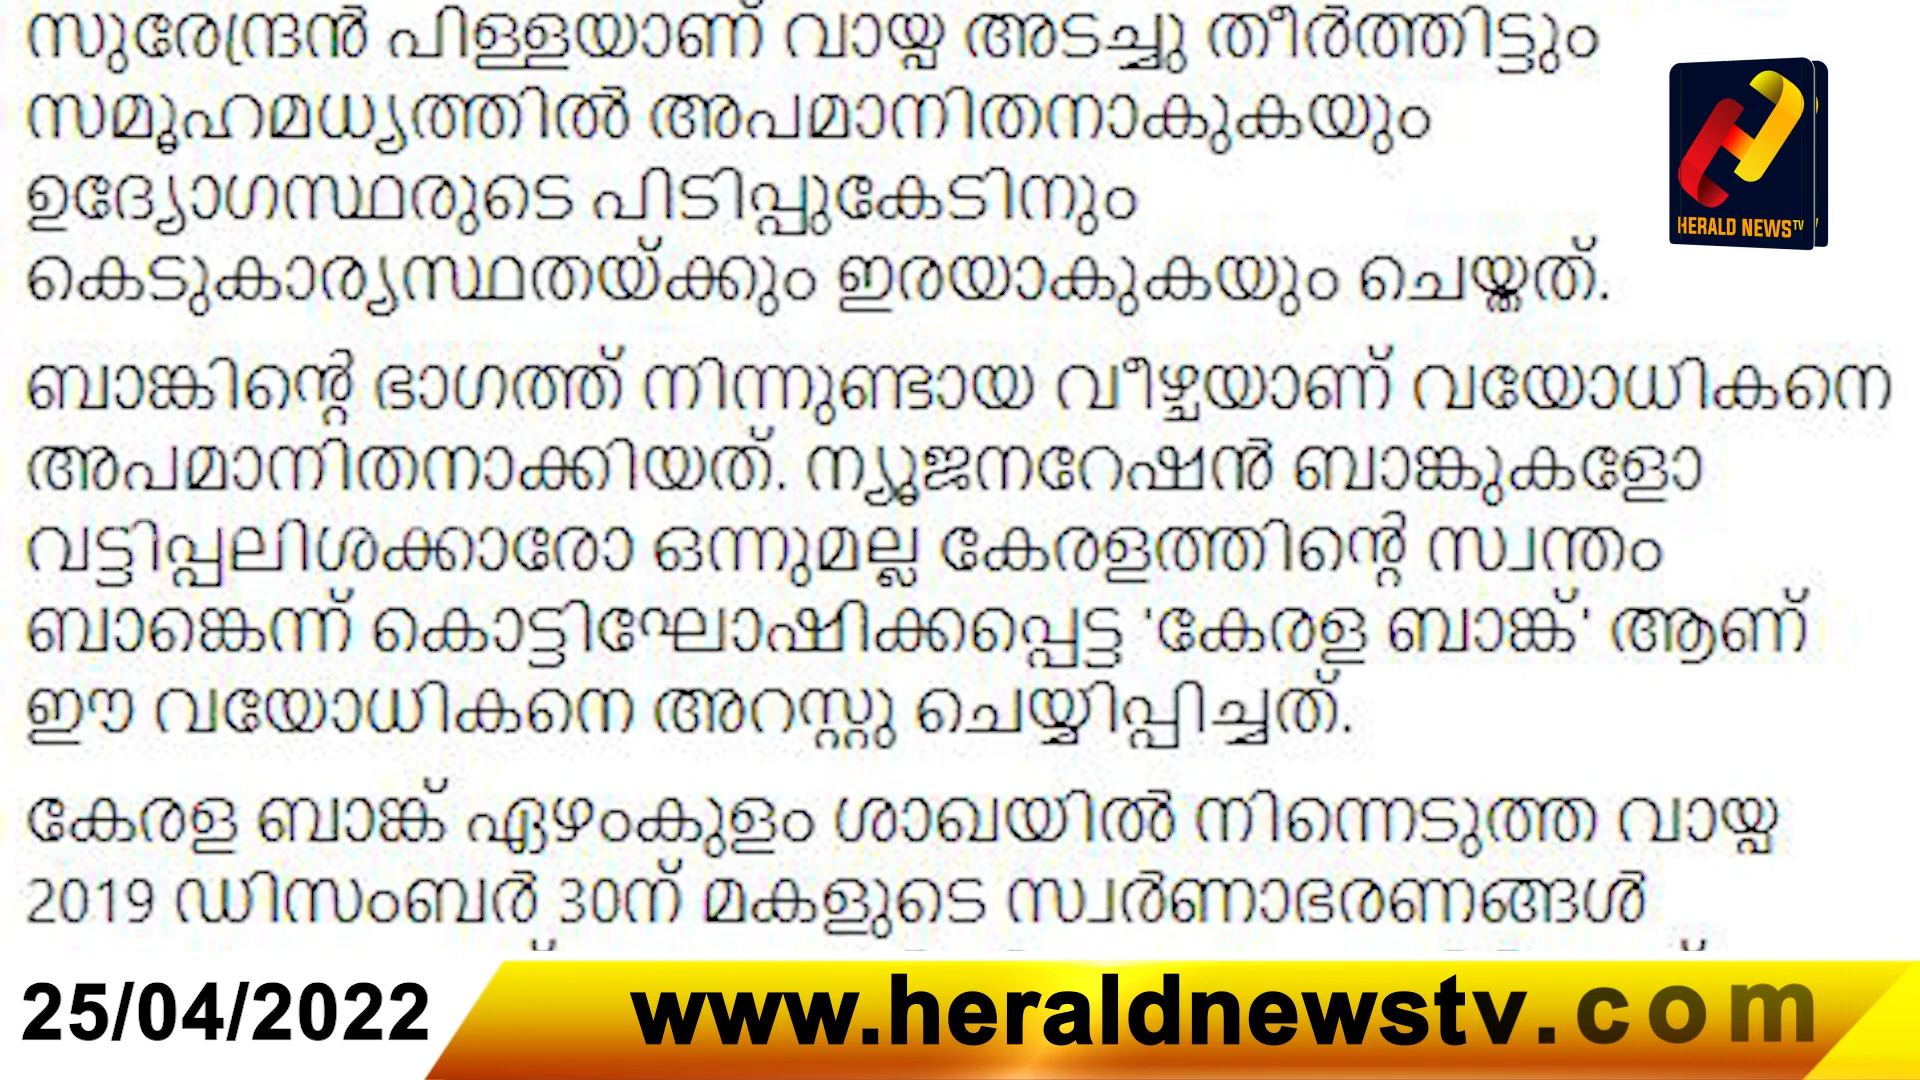 സുരേന്ദ്രൻ പിള്ളയാണ് വായ്പ അടച്ചു തീർത്തിട്ടും
സമൂഹമധ്യത്തിൽ അപമാനിതനാകുകയും
ഉദ്യോഗസ്ഥരുടെ പിടിപ്പുകേടിനും
കെടുകാര്യസ്ഥതയ്ക്കും ഇരയാകുകയും ചെയ്തത്.
ബാങ്കിന്റെ ഭാഗത്ത് നിന്നുണ്ടായ വീഴ്ചയാണ് വയോധികനെ
അപമാനിതനാക്കിയത്. ന്യൂജനറേഷൻ ബാങ്കുകളോ
വട്ടിപ്പലിശക്കാരോ ഒന്നുമല്ല കേരളത്തിന്റെ സ്വന്തം
ബാങ്കെന്ന് കൊട്ടിഘോഷിക്കപ്പെട്ട 'കേരള ബാങ്ക്' ആണ്
ഈ വയോധികനെ അറസ്റ്റു ചെയ്യിപ്പിച്ചത്.
കേരള ബാങ്ക് ഏഴംകുളം ശാഖയിൽ നിന്നെടുത്ത വായ്പ
2019 ഡിസംബർ 30ന് മകളുടെ സ്വർണാഭരണങ്ങൾ
HERALD NEWS TV
25/04/2022
www.heraldnewstv.com